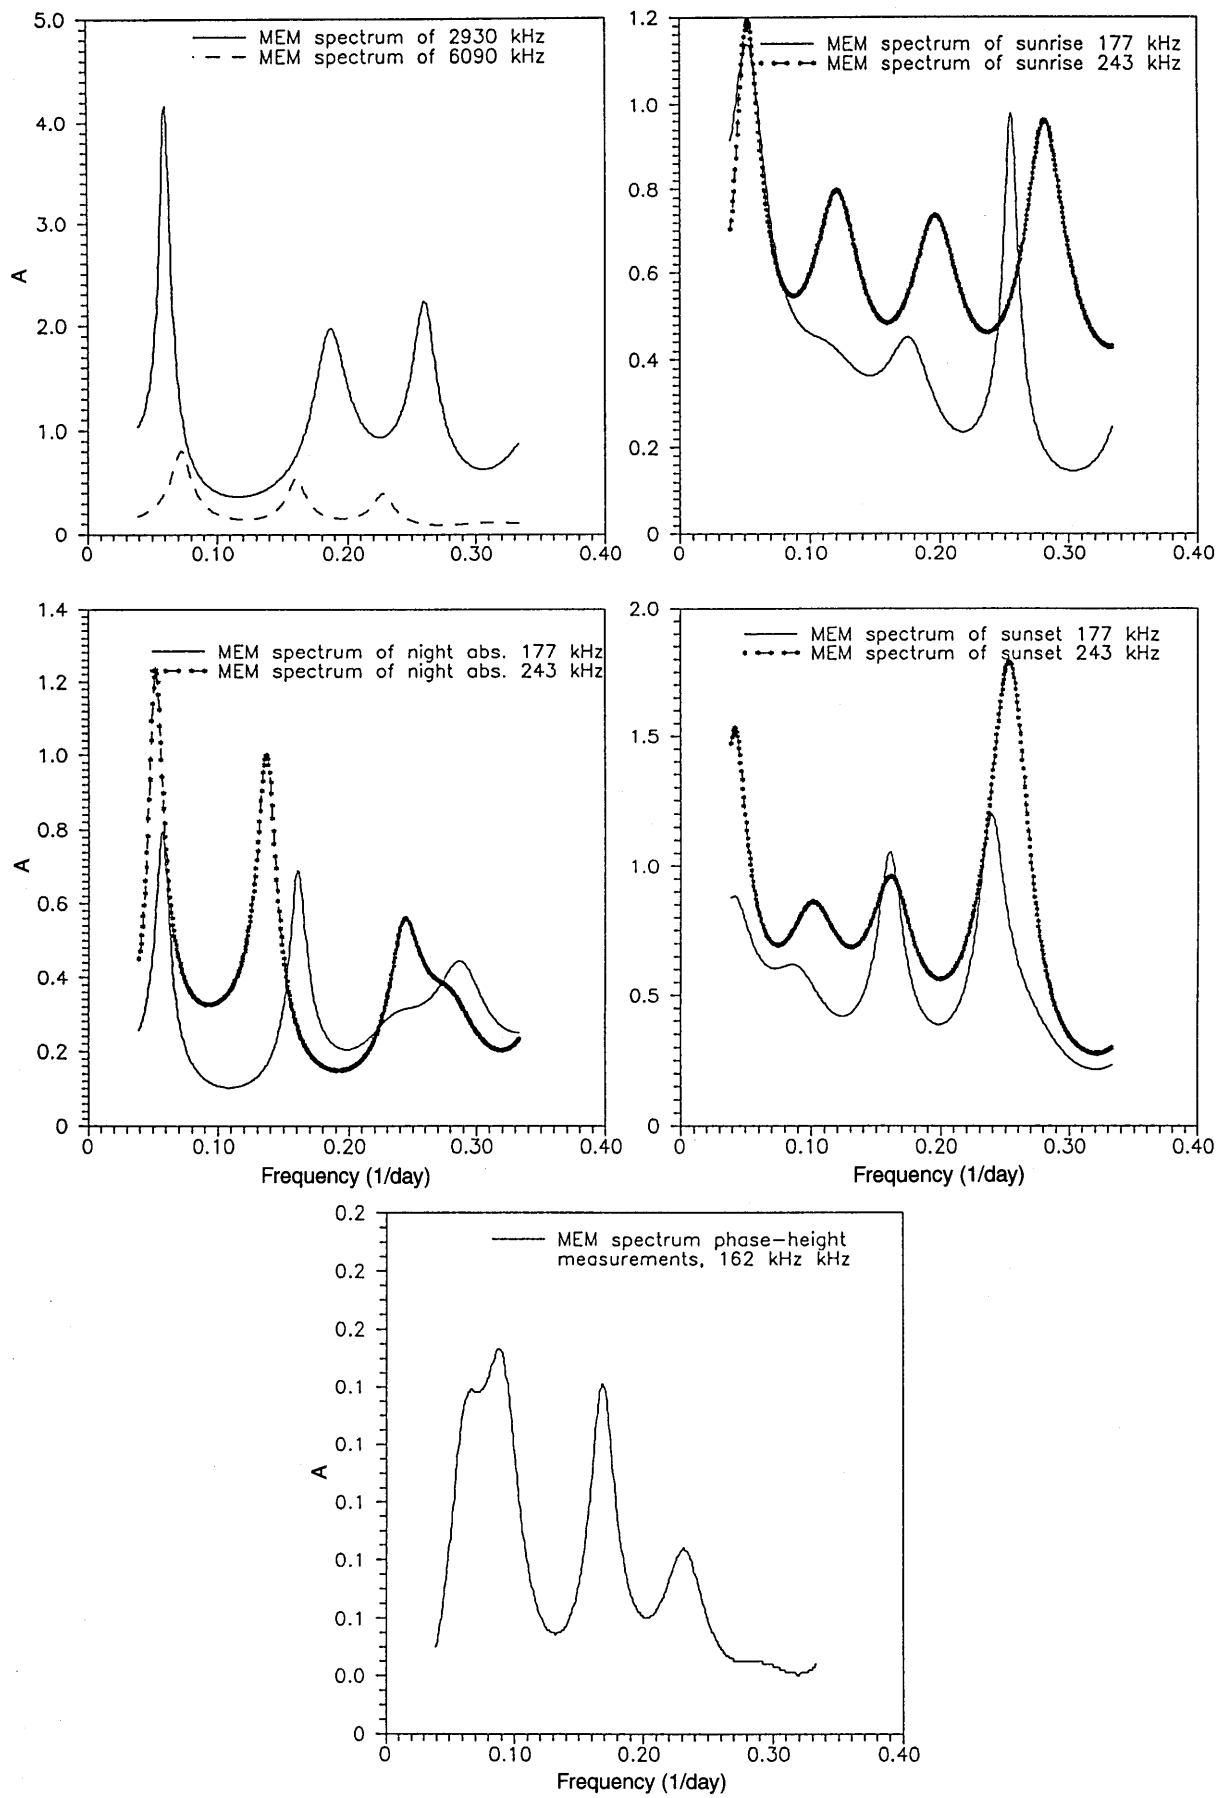 MEM spectrum of 2930 kHz
MEM spectrum of 6090 kHz
5.0
4.0
3.0
2.0
1.0
0
A
0 0.10 0.20 0.30 0.40
MEM spectrum of sunrise 177 kHz
MEM spectrum of sunrise 243 kHz
1.2
1.0
0.8
0.6
0.4
0.2
0
0 0.10 0.20 0.30 0.40
MEM spectrum of night abs. 177 kHz
MEM spectrum of night abs. 243 kHz
1.4
1.2
1.0
0.8
0.6
0.4
0.2
0
A
0 0.10 0.20 0.30 0.40
Frequency (1/day)
MEM spectrum of sunset 177 kHz
MEM spectrum of sunset 243 kHz
2.0
1.5
1.0
0.5
0
0 0.10 0.20 0.30 0.40
Frequency (1/day)
MEM spectrum phase-height
measurements, 162 kHz kHz
0.2
0.2
0.2
0.1
0.1
0.1
0.1
0.1
0.0
0
A
0 0.10 0.20 0.30 0.40
Frequency (1/day)